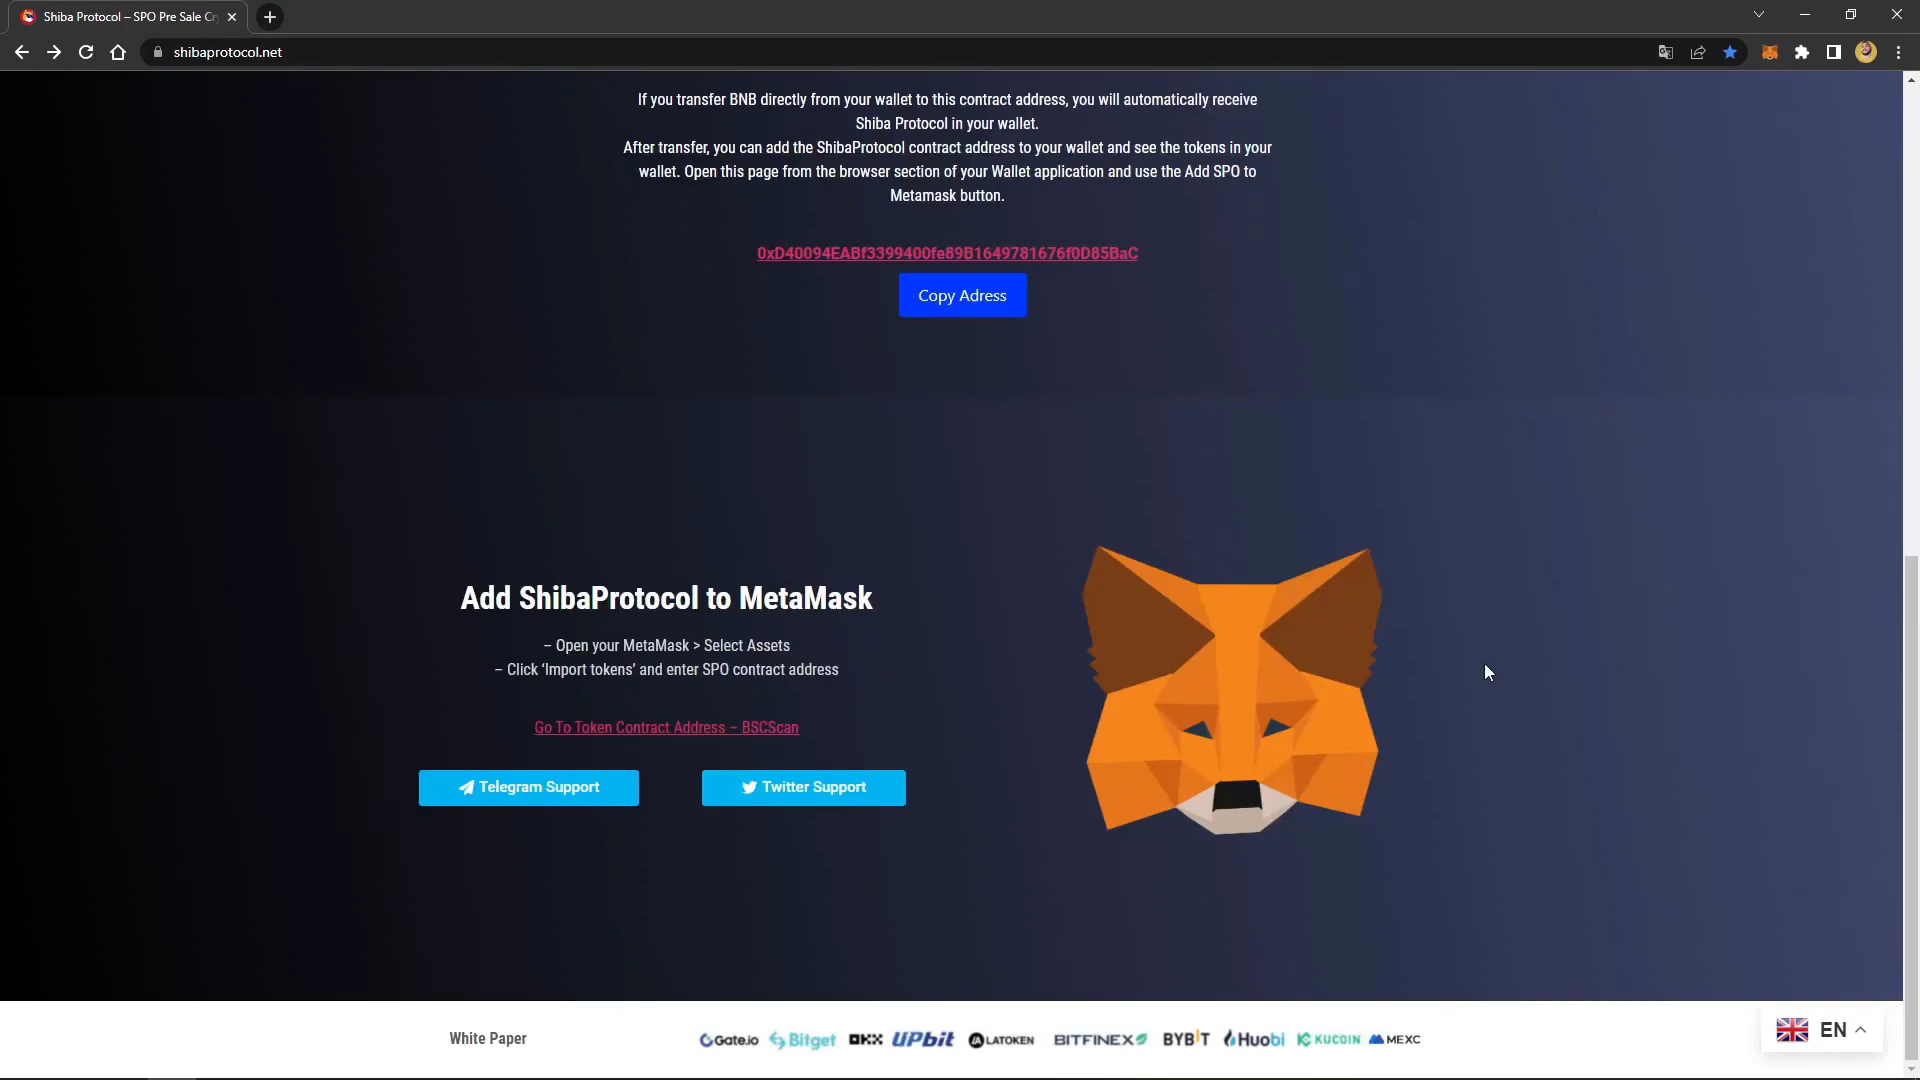 Shiba Protocol – SPO Pre Sale Cr
shibaprotocol.net
If you transfer BNB directly from your wallet to this contract address, you will automatically receive
Shiba Protocol in your wallet.
After transfer, you can add the ShibaProtocol contract address to your wallet and see the tokens in your
wallet. Open this page from the browser section of your Wallet application and use the Add SPO to
Metamask button.
0xD40094EABf3399400fe89B1649781676f0D85BaC
Copy Adress
Add ShibaProtocol to MetaMask
– Open your MetaMask > Select Assets
– Click ‘Import tokens’ and enter SPO contract address
Go To Token Contract Address – BSCScan
Telegram Support
Twitter Support
White Paper
Gate.io Bitget OKX UPbit LATOKEN BITFINEX BYBIT Huobi KUCOIN MEXC
EN